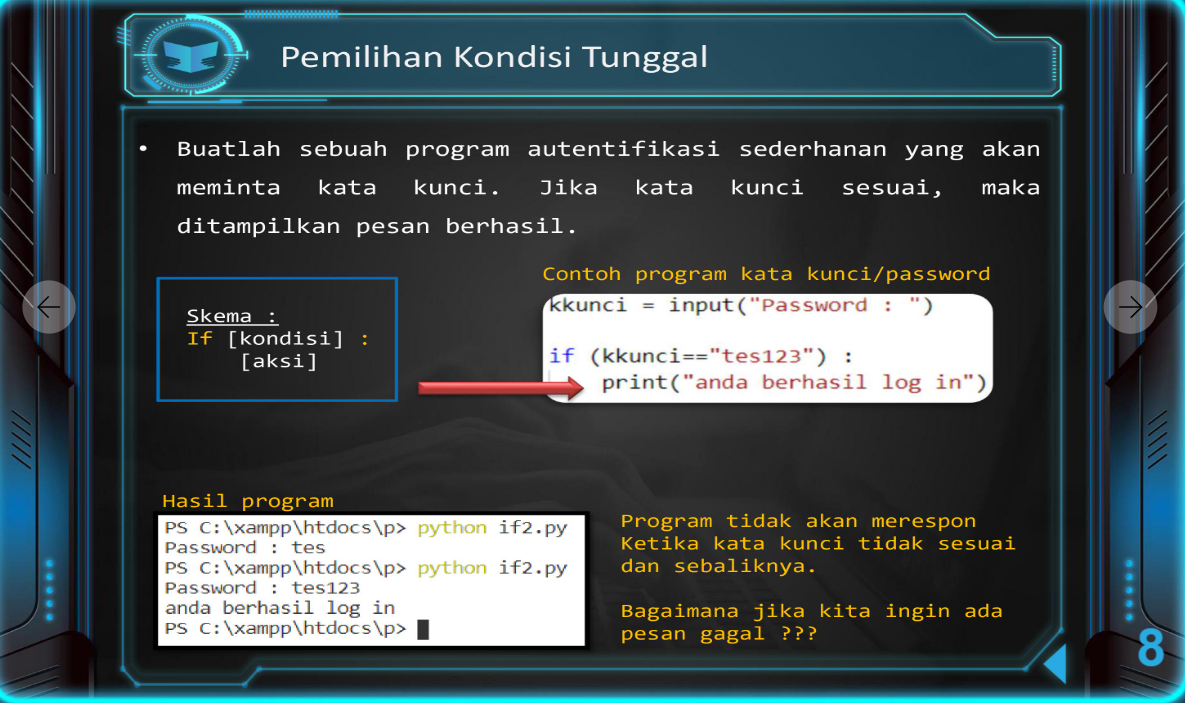 Pemilihan Kondisi Tunggal
• Buatlah sebuah program autentifikasi sederhanan yang akan
meminta kata kunci. Jika kata kunci sesuai, maka
ditampilkan pesan berhasil.
Skema :
If [kondisi] :
[aksi]
Contoh program kata kunci/password
kkunci = input("Password : ")
if (kkunci=="tes123") :
print("anda berhasil log in")
Hasil program
PS C:\xampp\htdocs\p> python if2.py
Password : tes
PS C:\xampp\htdocs\p> python if2.py
Password : tes123
anda berhasil log in
PS C:\xampp\htdocs\p>
Program tidak akan merespon
Ketika kata kunci tidak sesuai
dan sebaliknya.
Bagaimana jika kita ingin ada
pesan gagal ???
8